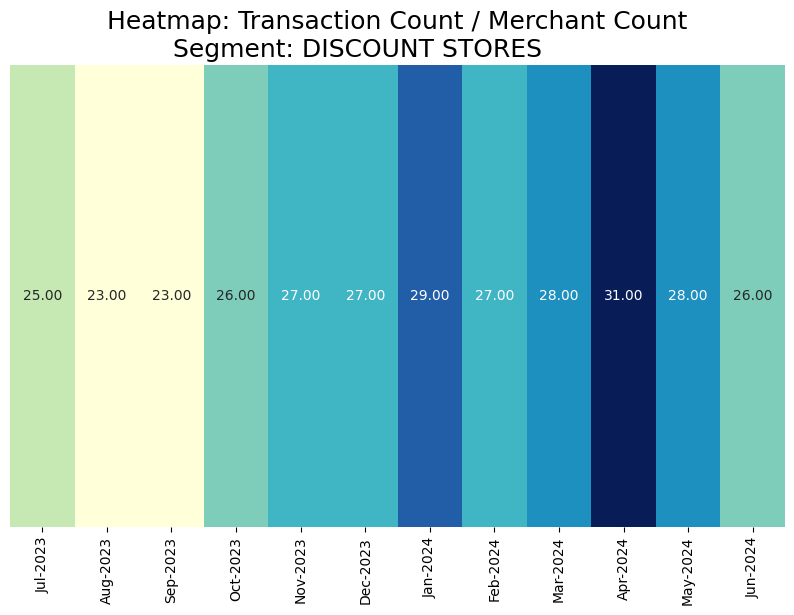 Heatmap: Transaction Count / Merchant Count
Segment: DISCOUNT STORES
25.00 23.00 23.00 26.00 27.00 27.00 29.00 27.00 28.00 31.00 28.00 26.00
Jul-2023 Aug-2023 Sep-2023 Oct-2023 Nov-2023 Dec-2023 Jan-2024 Feb-2024 Mar-2024 Apr-2024 May-2024 Jun-2024